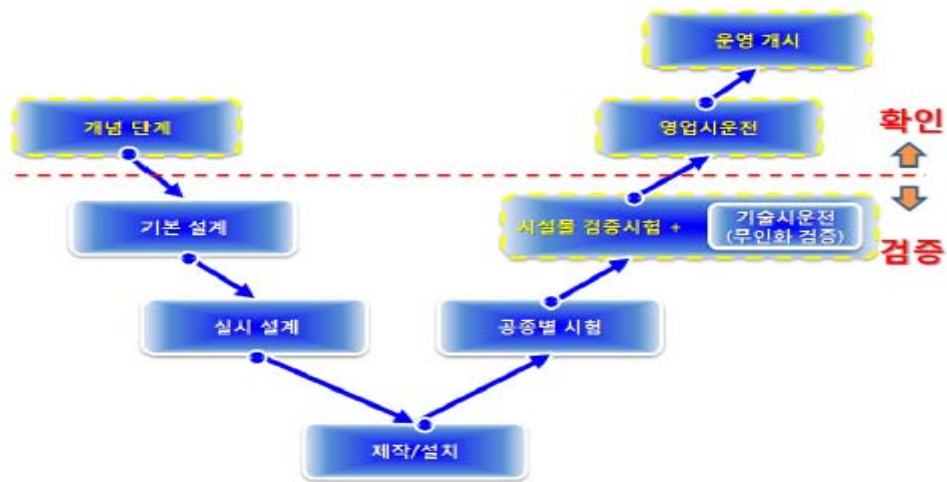 운영 개시
개념 단계
영업시운전
확인
기본 설계
시설물 검증시험 +
기술시운전
(무인화 검증)
검증
실시 설계
공종별 시험
제작/설치